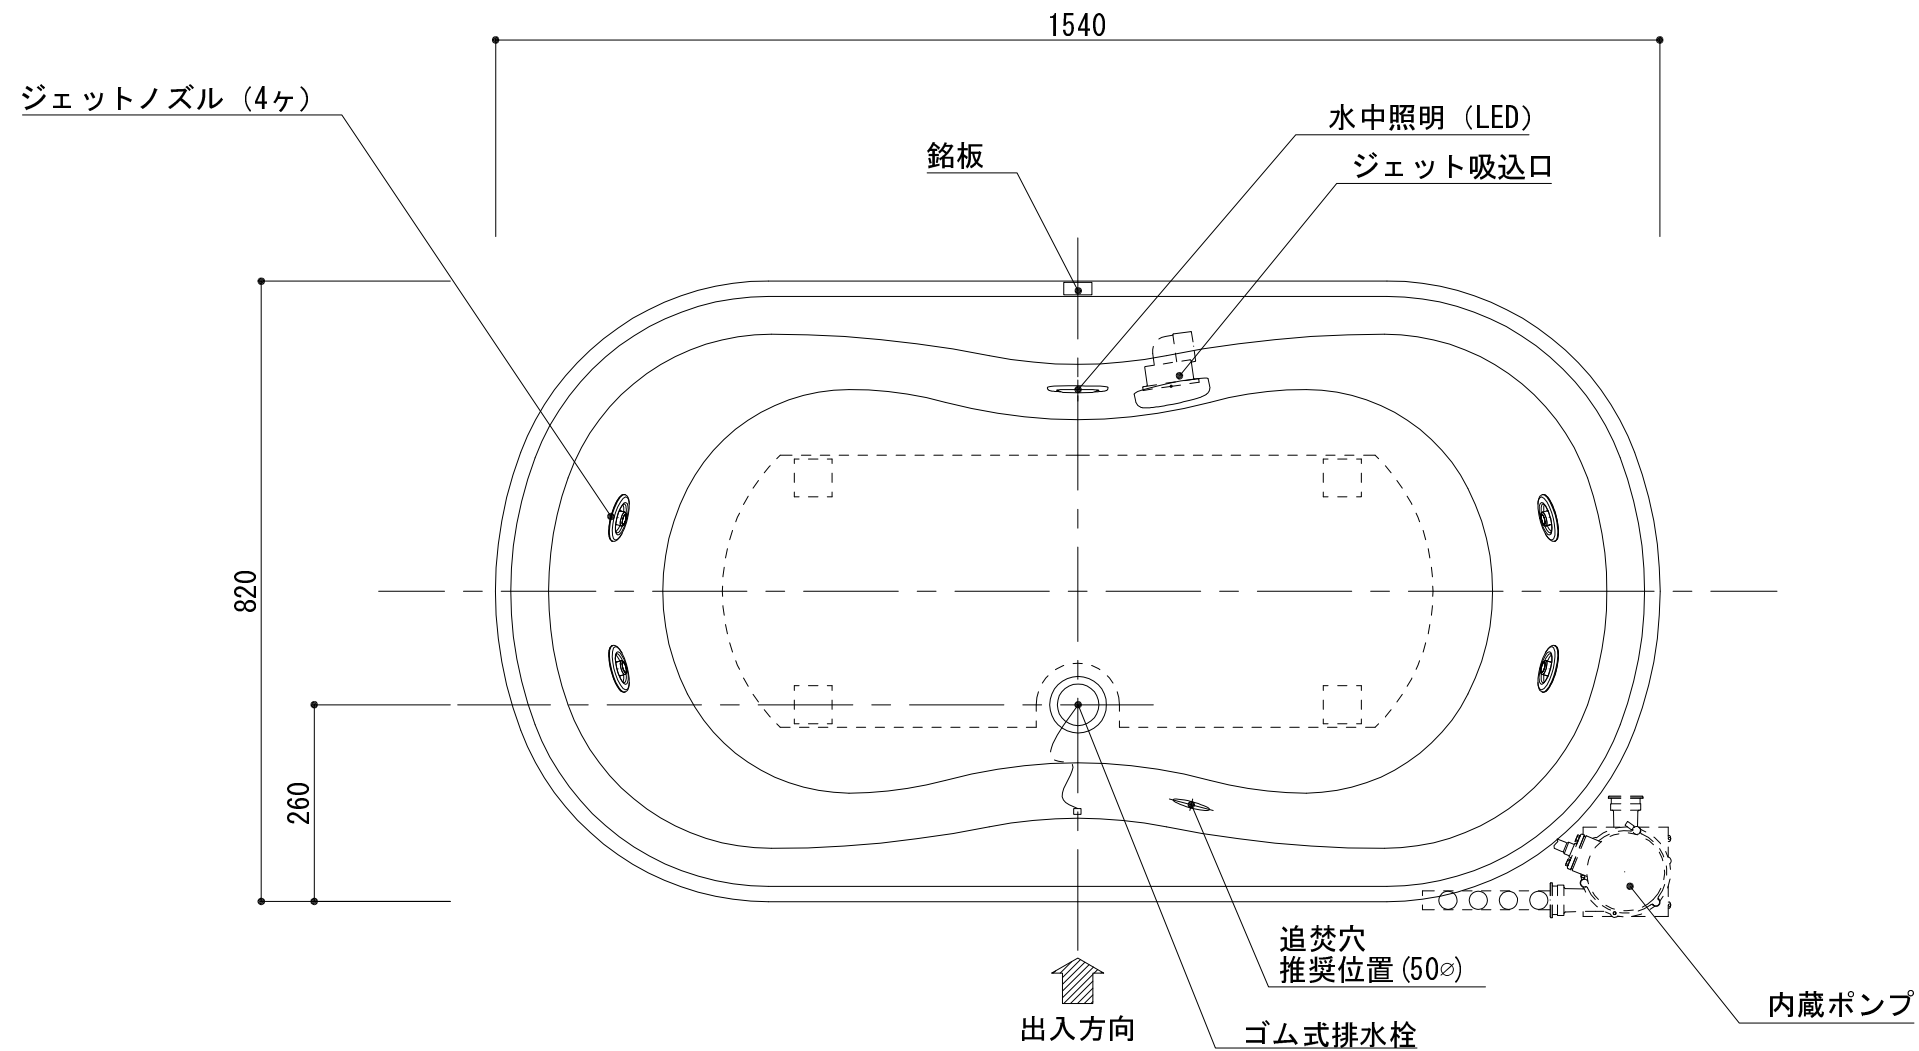 1540
ジェットノズル（4ヶ）
水中照明（LED）
銘板
ジェット吸込口
820
260
追焚穴
推奨位置(50∅)
内蔵ポンプ
出入方向
ゴム式排水栓